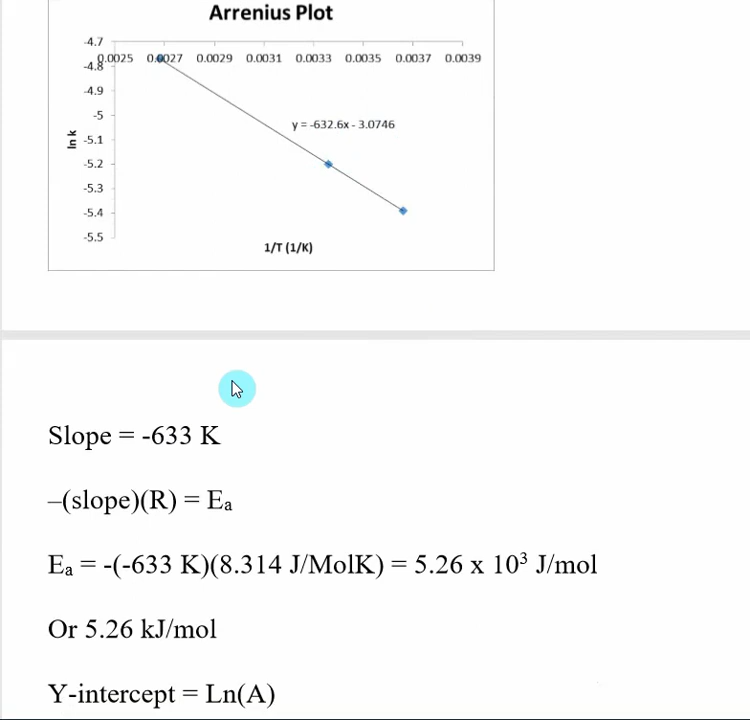 Arrenius Plot
-4.7
0.0025 0.0027 0.0029 0.0031 0.0033 0.0035 0.0037 0.0039
-4.8
-4.9
-5
y = -632.6x - 3.0746
ln k
-5.1
-5.2
-5.3
-5.4
-5.5
1/T (1/K)
Slope = -633 K
–(slope)(R) = Eₐ
Eₐ = -(-633 K)(8.314 J/MolK) = 5.26 x 10³ J/mol
Or 5.26 kJ/mol
Y-intercept = Ln(A)